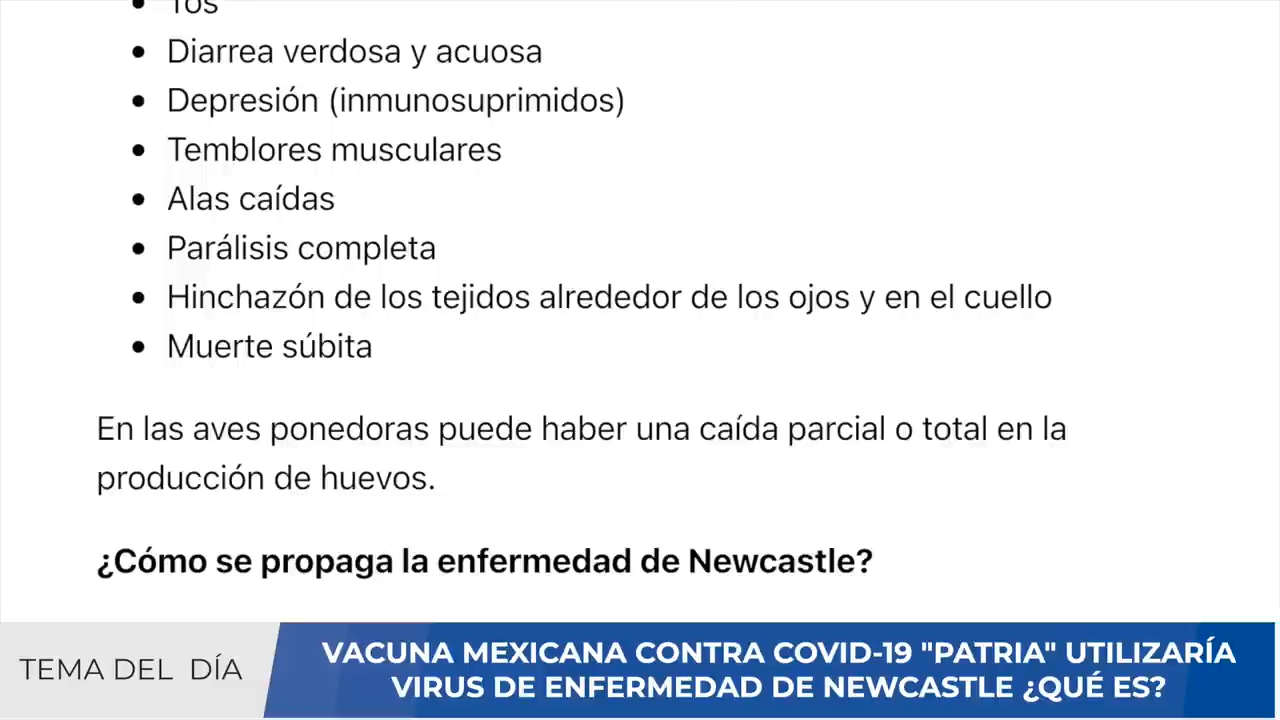 Tos
Diarrea verdosa y acuosa
Depresión (inmunosuprimidos)
Temblores musculares
Alas caídas
Parálisis completa
Hinchazón de los tejidos alrededor de los ojos y en el cuello
Muerte súbita
En las aves ponedoras puede haber una caída parcial o total en la
producción de huevos.
¿Cómo se propaga la enfermedad de Newcastle?
TEMA DEL DÍA
VACUNA MEXICANA CONTRA COVID-19 "PATRIA" UTILIZARÍA
VIRUS DE ENFERMEDAD DE NEWCASTLE ¿QUÉ ES?